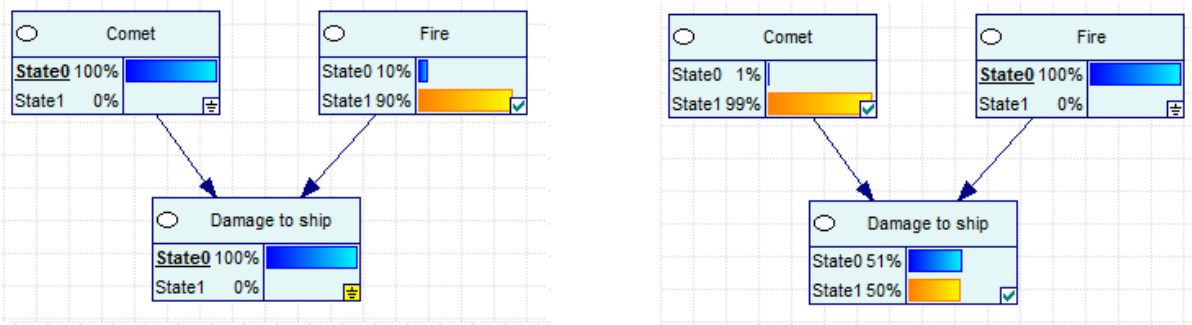 Comet
State0 100%
State1 0%
Fire
State0 10%
State1 90%
Damage to ship
State0 100%
State1 0%
Comet
State0 1%
State1 99%
Fire
State0 100%
State1 0%
Damage to ship
State0 51%
State1 50%